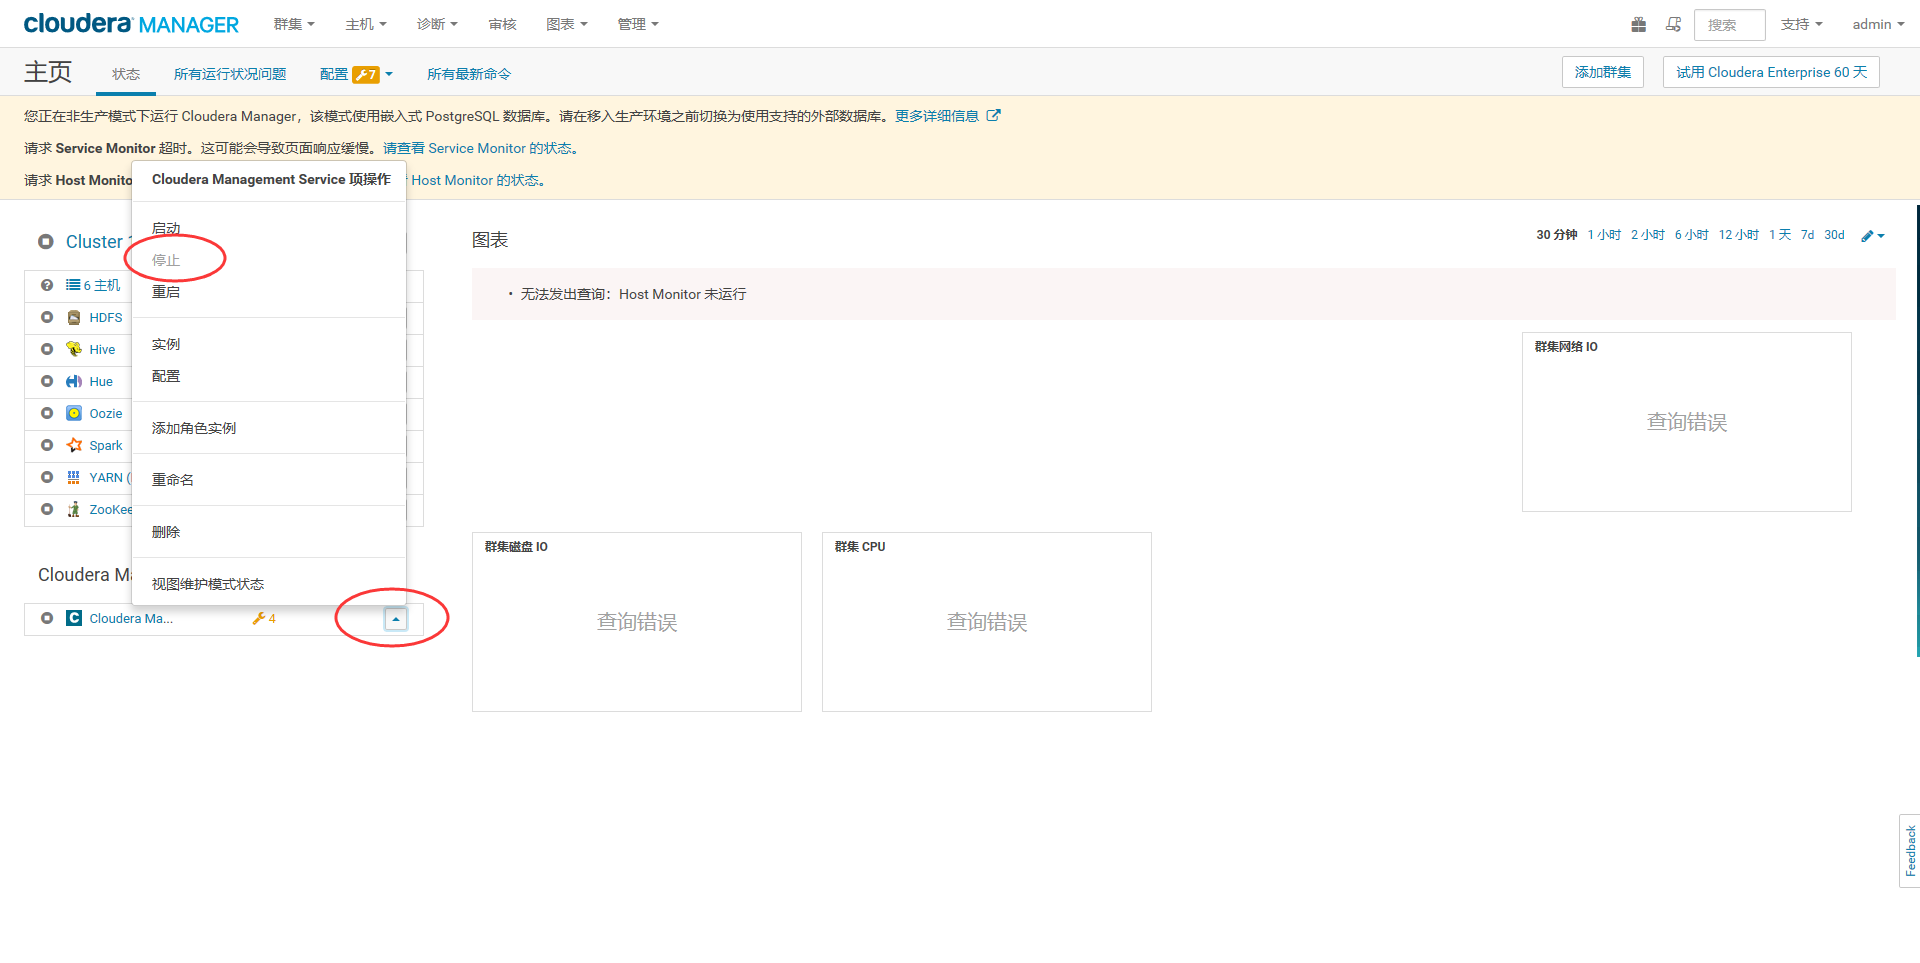 cloudera MANAGER
群集
主机
诊断
审核
图表
管理
搜索
支持
admin
主页
状态
所有运行状况问题
配置
7
所有最新命令
添加群集
试用 Cloudera Enterprise 60 天
您正在非生产模式下运行 Cloudera Manager，该模式使用嵌入式 PostgreSQL 数据库。请在移入生产环境之前切换为使用支持的外部数据库。更多详细信息
请求 Service Monitor 超时。这可能会导致页面响应缓慢。请查看 Service Monitor 的状态。
请求 Host Monito
Host Monitor 的状态。
Cloudera Management Service 项操作
启动
停止
重启
实例
配置
添加角色实例
重命名
删除
视图维护模式状态
Cluster
6 主机
HDFS
Hive
Hue
Oozie
Spark
YARN (
ZooKee
Cloudera Ma
C
Cloudera Ma...
4
图表
30 分钟
1 小时
2 小时
6 小时
12 小时
1 天
7d
30d
• 无法发出查询：Host Monitor 未运行
群集网络 IO
查询错误
群集磁盘 IO
查询错误
群集 CPU
查询错误
Feedback